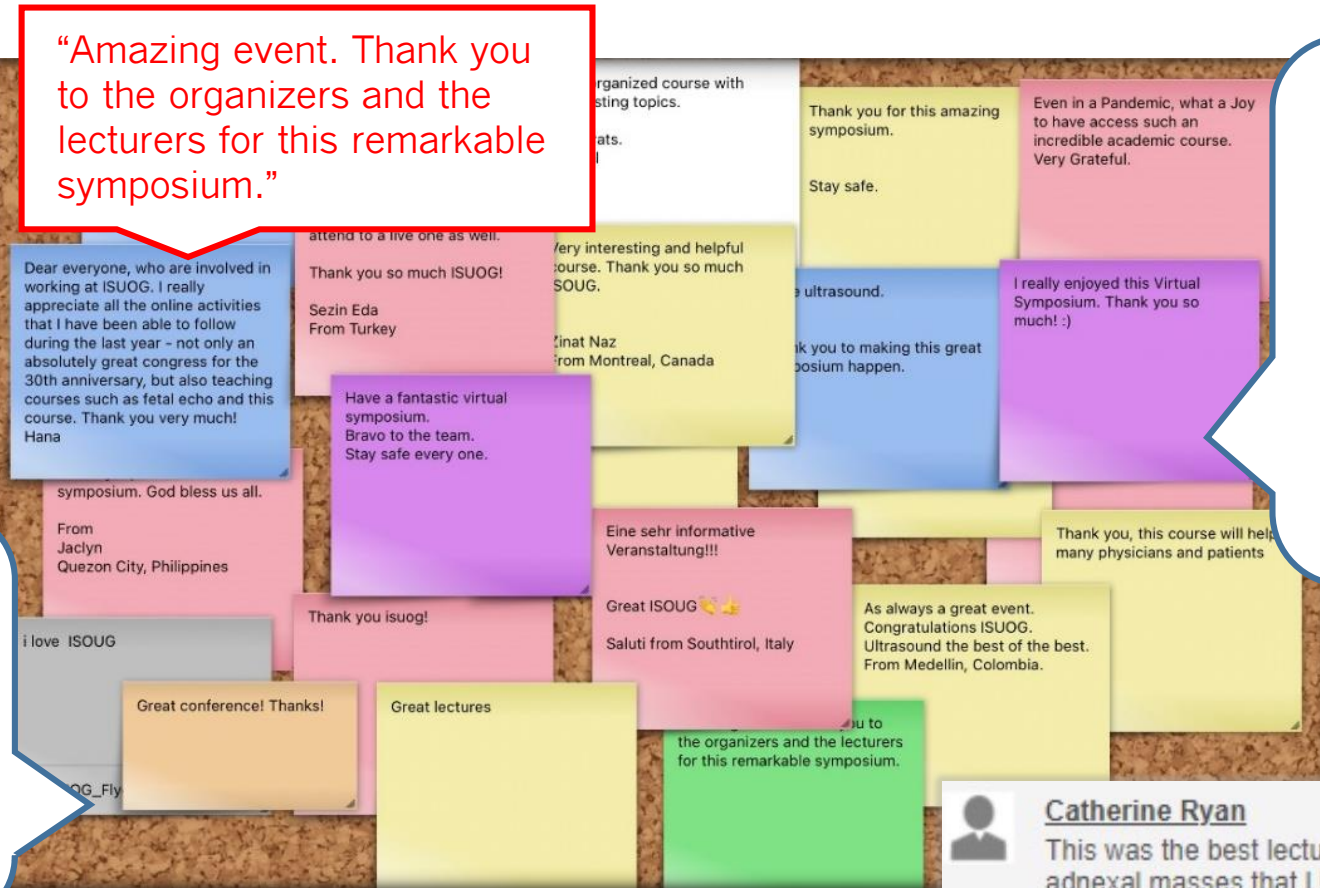 “Amazing event. Thank you
to the organizers and the
lecturers for this remarkable
symposium.”
course with
topics.
Thank you for this amazing
symposium.
Stay safe.
Even in a Pandemic, what a Joy
to have access such an
incredible academic course.
Very Grateful.
Dear everyone, who are involved in
working at ISUOG. I really
appreciate all the online activities
that I have been able to follow
during the last year - not only an
absolutely great congress for the
30th anniversary, but also teaching
courses such as fetal echo and this
course. Thank you very much!
Hana
attend to a live one as well.
Thank you so much ISUOG!
Sezin Eda
From Turkey
Very interesting and helpful
course. Thank you so much
Naz
From Montreal, Canada
ultrasound.
you to making this great
happen.
I really enjoyed this Virtual
Symposium. Thank you so
much! :)
Have a fantastic virtual
symposium.
Bravo to the team.
Stay safe every one.
symposium. God bless us all.
From
Jaclyn
Quezon City, Philippines
Eine sehr informative
Veranstaltung!!!
Great ISOUG👏👍
Saluti from Southtirol, Italy
Thank you, this course will help
many physicians and patients
i love ISOUG
Thank you isuog!
As always a great event.
Congratulations ISUOG.
Ultrasound the best of the best.
From Medellin, Colombia.
Great conference! Thanks!
Great lectures
to
the organizers and the lecturers
for this remarkable symposium.
Catherine Ryan
This was the best
adnexal masses that